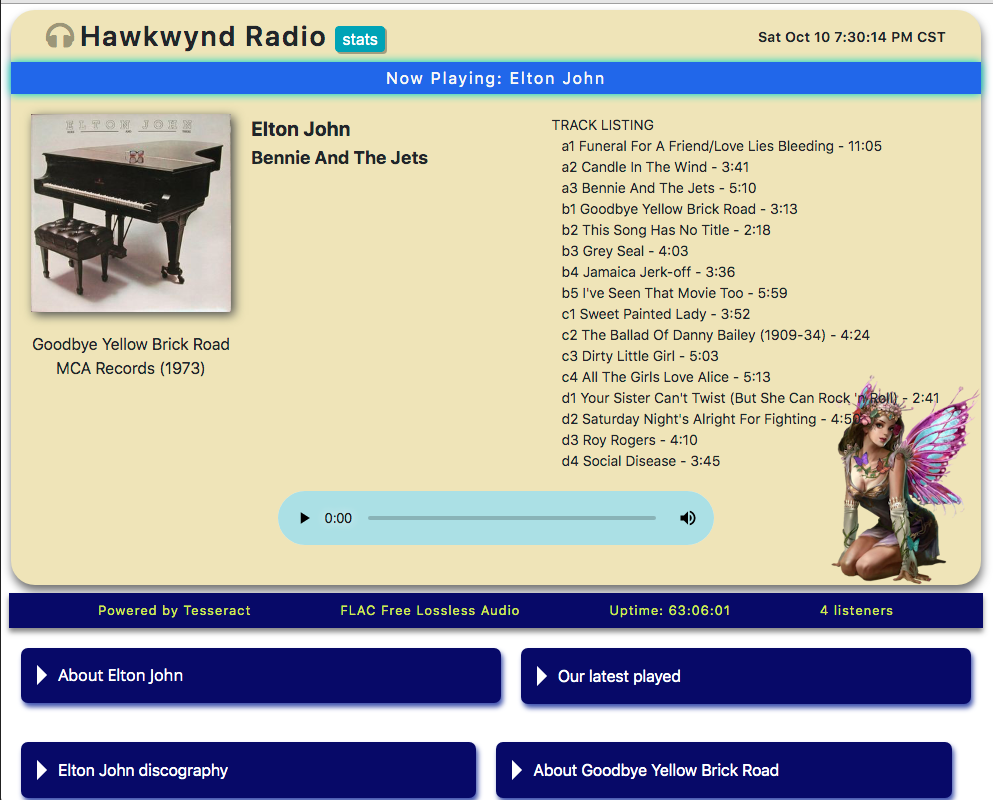 Hawkwynd Radio stats
Sat Oct 10 7:30:14 PM CST
Now Playing: Elton John
ELTON JOHN
Elton John
Bennie And The Jets
Goodbye Yellow Brick Road
MCA Records (1973)
TRACK LISTING
a1 Funeral For A Friend/Love Lies Bleeding - 11:05
a2 Candle In The Wind - 3:41
a3 Bennie And The Jets - 5:10
b1 Goodbye Yellow Brick Road - 3:13
b2 This Song Has No Title - 2:18
b3 Grey Seal - 4:03
b4 Jamaica Jerk-off - 3:36
b5 I've Seen That Movie Too - 5:59
c1 Sweet Painted Lady - 3:52
c2 The Ballad Of Danny Bailey (1909-34) - 4:24
c3 Dirty Little Girl - 5:03
c4 All The Girls Love Alice - 5:13
d1 Your Sister Can't Twist (But She Can Rock 'n Roll) - 2:41
d2 Saturday Night's Alright For Fighting -
d3 Roy Rogers - 4:10
d4 Social Disease - 3:45
0:00
Powered by Tesseract
FLAC Free Lossless Audio
Uptime: 63:06:01
4 listeners
About Elton John
Our latest played
Elton John discography
About Goodbye Yellow Brick Road